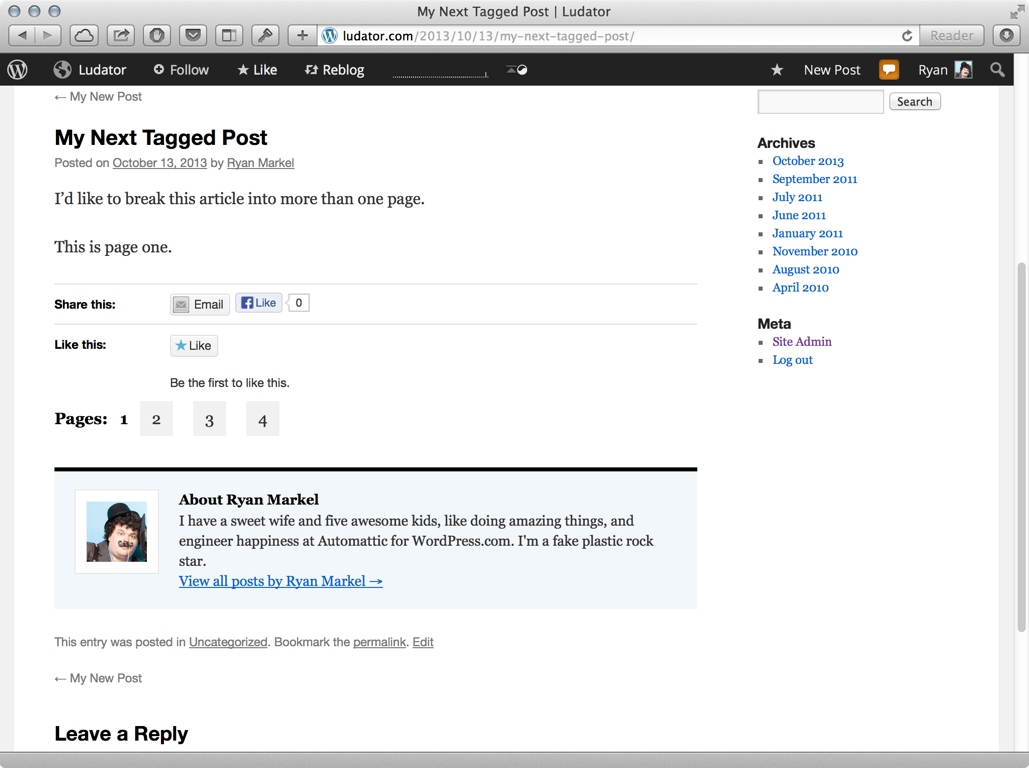 My Next Tagged Post | Ludator
ludator.com/2013/10/13/my-next-tagged-post/
Reader
Ludator
Follow
Like
Reblog
New Post
Ryan
← My New Post
My Next Tagged Post
Posted on October 13, 2013 by Ryan Markel
I’d like to break this article into more than one page.
This is page one.
Share this:
Email
Like
0
Like this:
Like
Be the first to like this.
Pages: 1 2 3 4
About Ryan Markel
I have a sweet wife and five awesome kids, like doing amazing things, and
engineer happiness at Automattic for WordPress.com. I'm a fake plastic rock
star.
View all posts by Ryan Markel →
This entry was posted in Uncategorized. Bookmark the permalink. Edit
← My New Post
Leave a Reply
Search
Archives
October 2013
September 2011
July 2011
June 2011
January 2011
November 2010
August 2010
April 2010
Meta
Site Admin
Log out